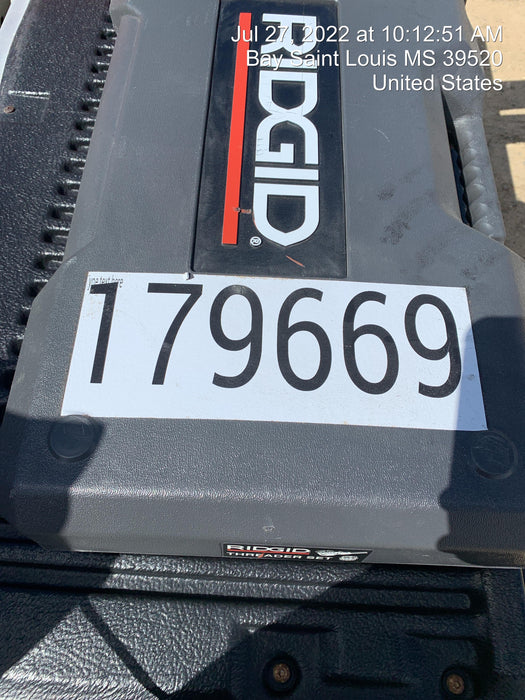 Jul 27, 2022 at 10:12:51 AM
Bay Saint Louis MS 39520
United States
RIDGID
®
179669
RIDGID
THREADER SET